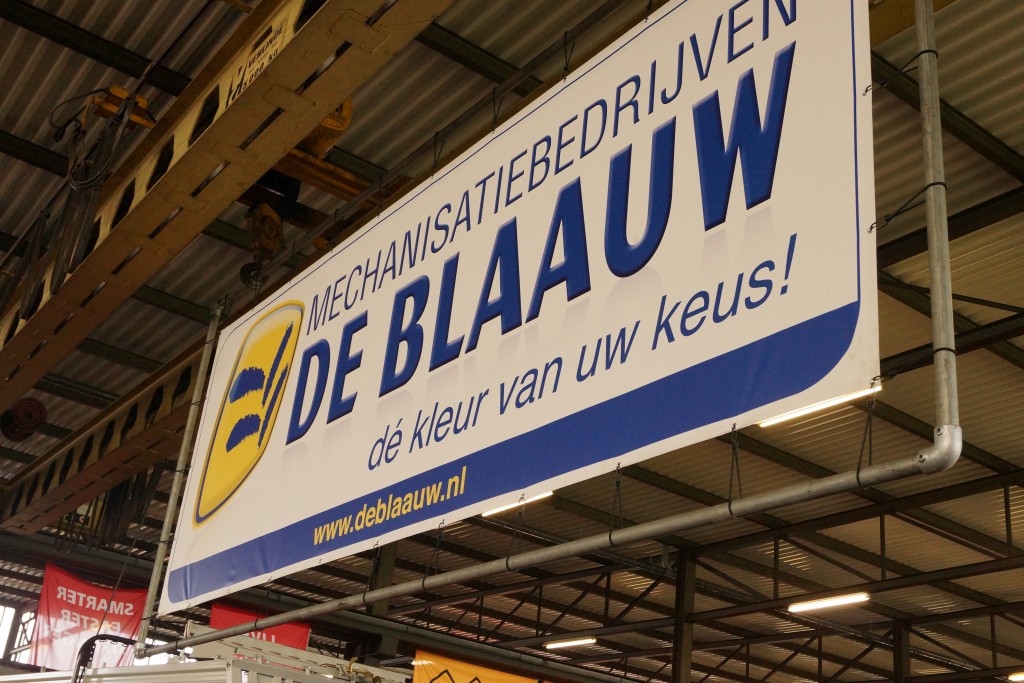 MECHANISATIEBEDRIJVEN
DE BLAAUW
dé kleur van uw keus!
www.deblaauw.nl
SMARTER
FASTER